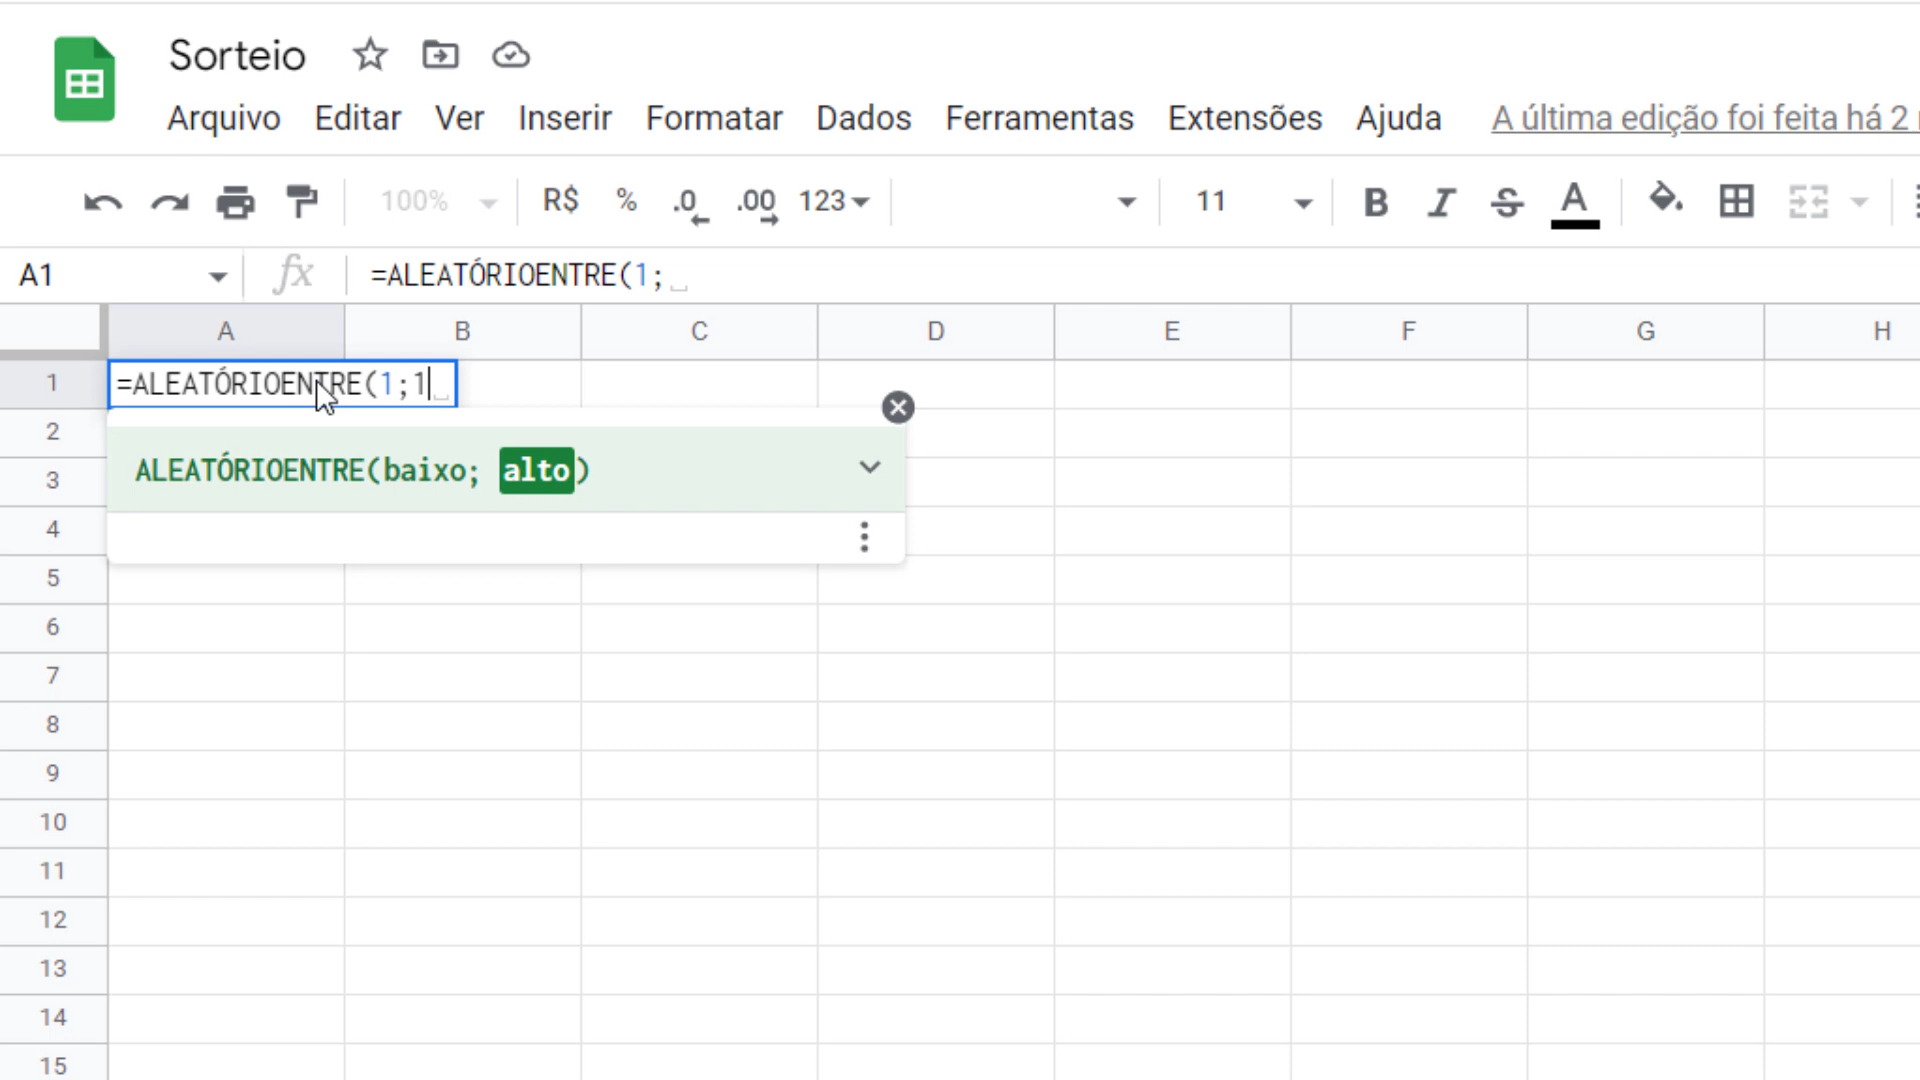 Sorteio
Arquivo Editar Ver Inserir Formatar Dados Ferramentas Extensões Ajuda A última edição foi feita há 2
100% R$ % .0 .00 123 11 B I S A
A1 fx =ALEATÓRIOENTRE(1;
A B C D E F G H
1 =ALEATÓRIOENTRE(1;1
2
ALEATÓRIOENTRE(baixo; alto)
3
4
5
6
7
8
9
10
11
12
13
14
15